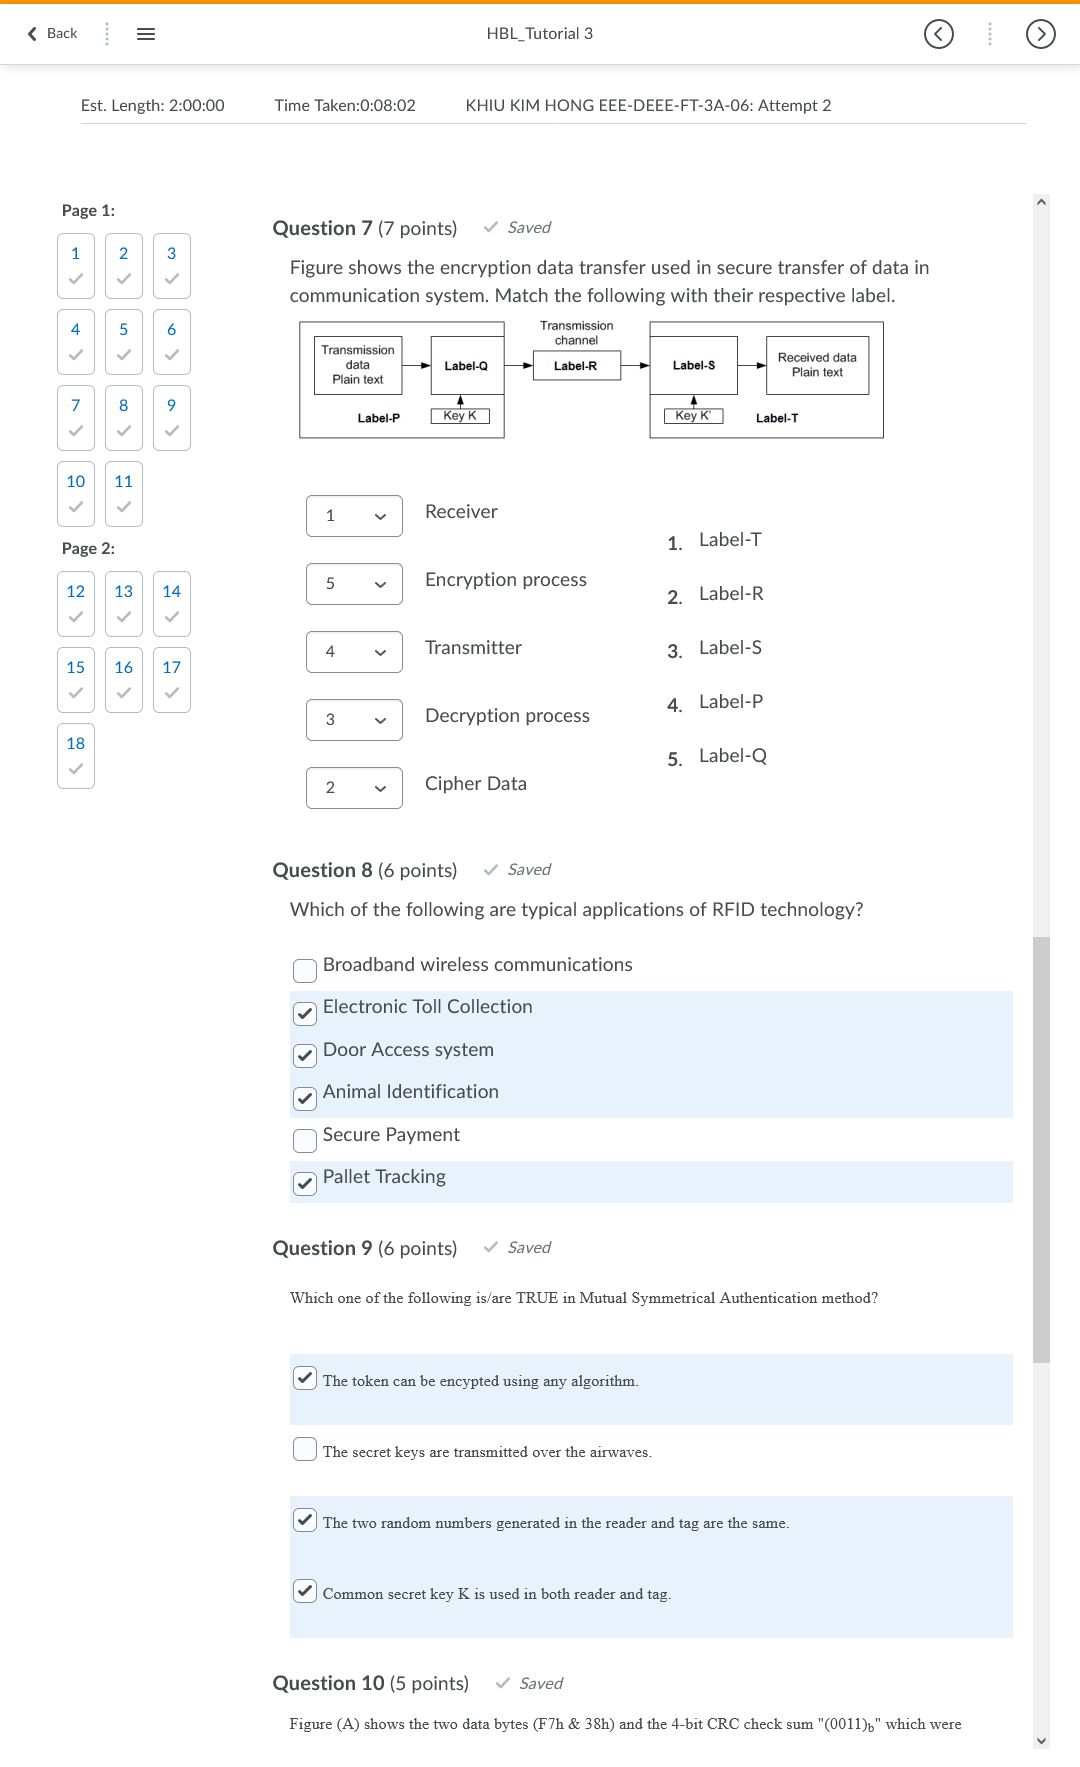 Back
HBL_Tutorial 3
Est. Length: 2:00:00 Time Taken:0:08:02 KHIU KIM HONG EEE-DEEE-FT-3A-06: Attempt 2
Page 1:
1 2 3
4 5 6
7 8 9
10 11
Page 2:
12 13 14
15 16 17
18
Question 7 (7 points) Saved
Figure shows the encryption data transfer used in secure transfer of data in
communication system. Match the following with their respective label.
Transmission
channel
Transmission
data
Plain text
Label-Q
Label-R
Label-S
Received data
Plain text
Label-P
Key K
Key K'
Label-T
1 Receiver
5 Encryption process
4 Transmitter
3 Decryption process
2 Cipher Data
1. Label-T
2. Label-R
3. Label-S
4. Label-P
5. Label-Q
Question 8 (6 points) Saved
Which of the following are typical applications of RFID technology?
Broadband wireless communications
Electronic Toll Collection
Door Access system
Animal Identification
Secure Payment
Pallet Tracking
Question 9 (6 points) Saved
Which one of the following is/are TRUE in Mutual Symmetrical Authentication method?
The token can be encypted using any algorithm.
The secret keys are transmitted over the airwaves.
The two random numbers generated in the reader and tag are the same.
Common secret key K is used in both reader and tag.
Question 10 (5 points) Saved
Figure (A) shows the two data bytes (F7h & 38h) and the 4-bit CRC check sum "(0011)b" which were